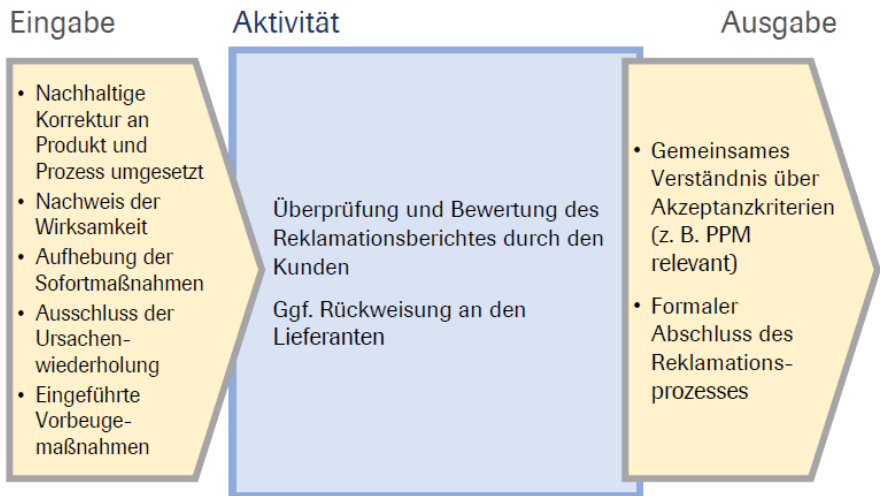 Eingabe
Aktivität
Ausgabe
• Nachhaltige
Korrektur an
Produkt und
Prozess umgesetzt
• Nachweis der
Wirksamkeit
• Aufhebung der
Sofortmaßnahmen
• Ausschluss der
Ursachen-
wiederholung
• Eingeführte
Vorbeuge-
maßnahmen
Überprüfung und Bewertung des
Reklamationsberichtes durch den
Kunden
Ggf. Rückweisung an den
Lieferanten
• Gemeinsames
Verständnis über
Akzeptanzkriterien
(z. B. PPM
relevant)
• Formaler
Abschluss des
Reklamations-
prozesses